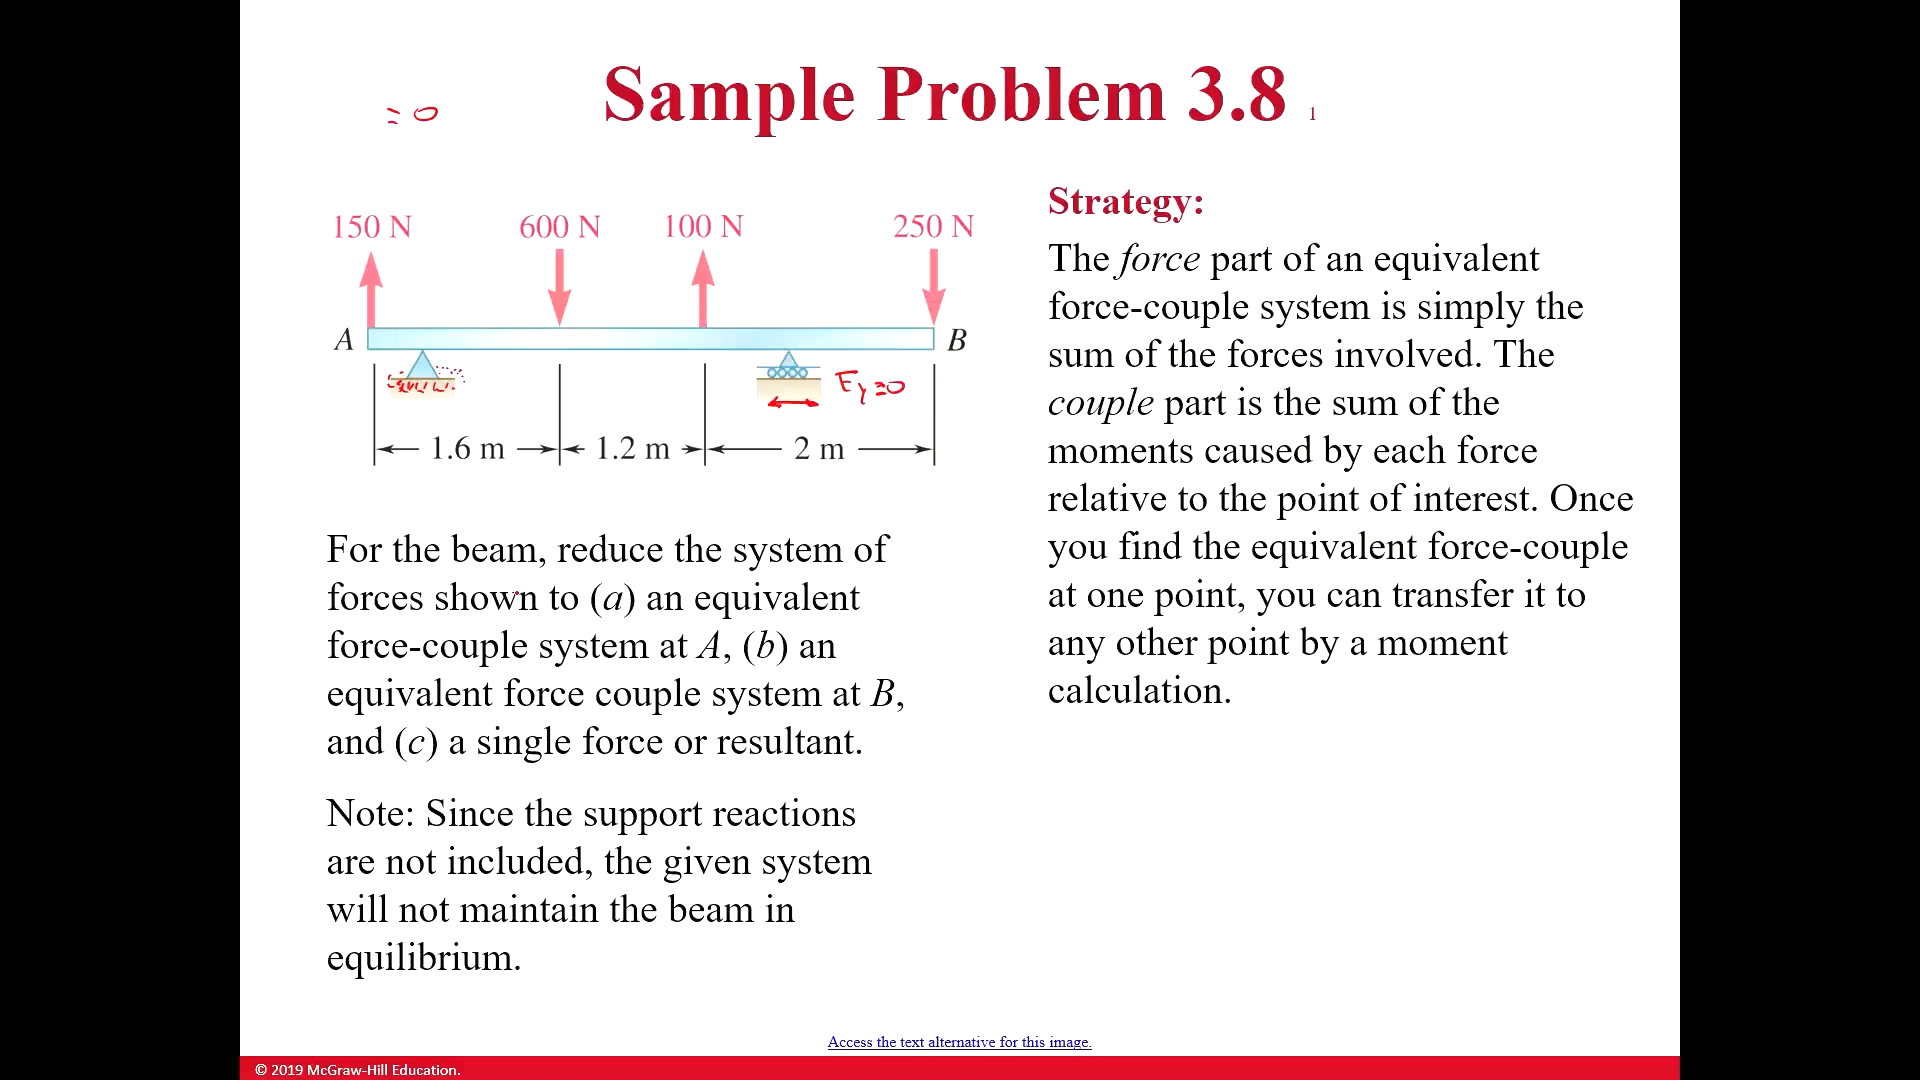 Sample Problem 3.8 1
= 0
150 N 600 N 100 N 250 N
A B
Fy=0
1.6 m 1.2 m 2 m
For the beam, reduce the system of
forces shown to (a) an equivalent
force-couple system at A, (b) an
equivalent force couple system at B,
and (c) a single force or resultant.
Note: Since the support reactions
are not included, the given system
will not maintain the beam in
equilibrium.
Strategy:
The force part of an equivalent
force-couple system is simply the
sum of the forces involved. The
couple part is the sum of the
moments caused by each force
relative to the point of interest. Once
you find the equivalent force-couple
at one point, you can transfer it to
any other point by a moment
calculation.
Access the text alternative for this image.
© 2019 McGraw-Hill Education.